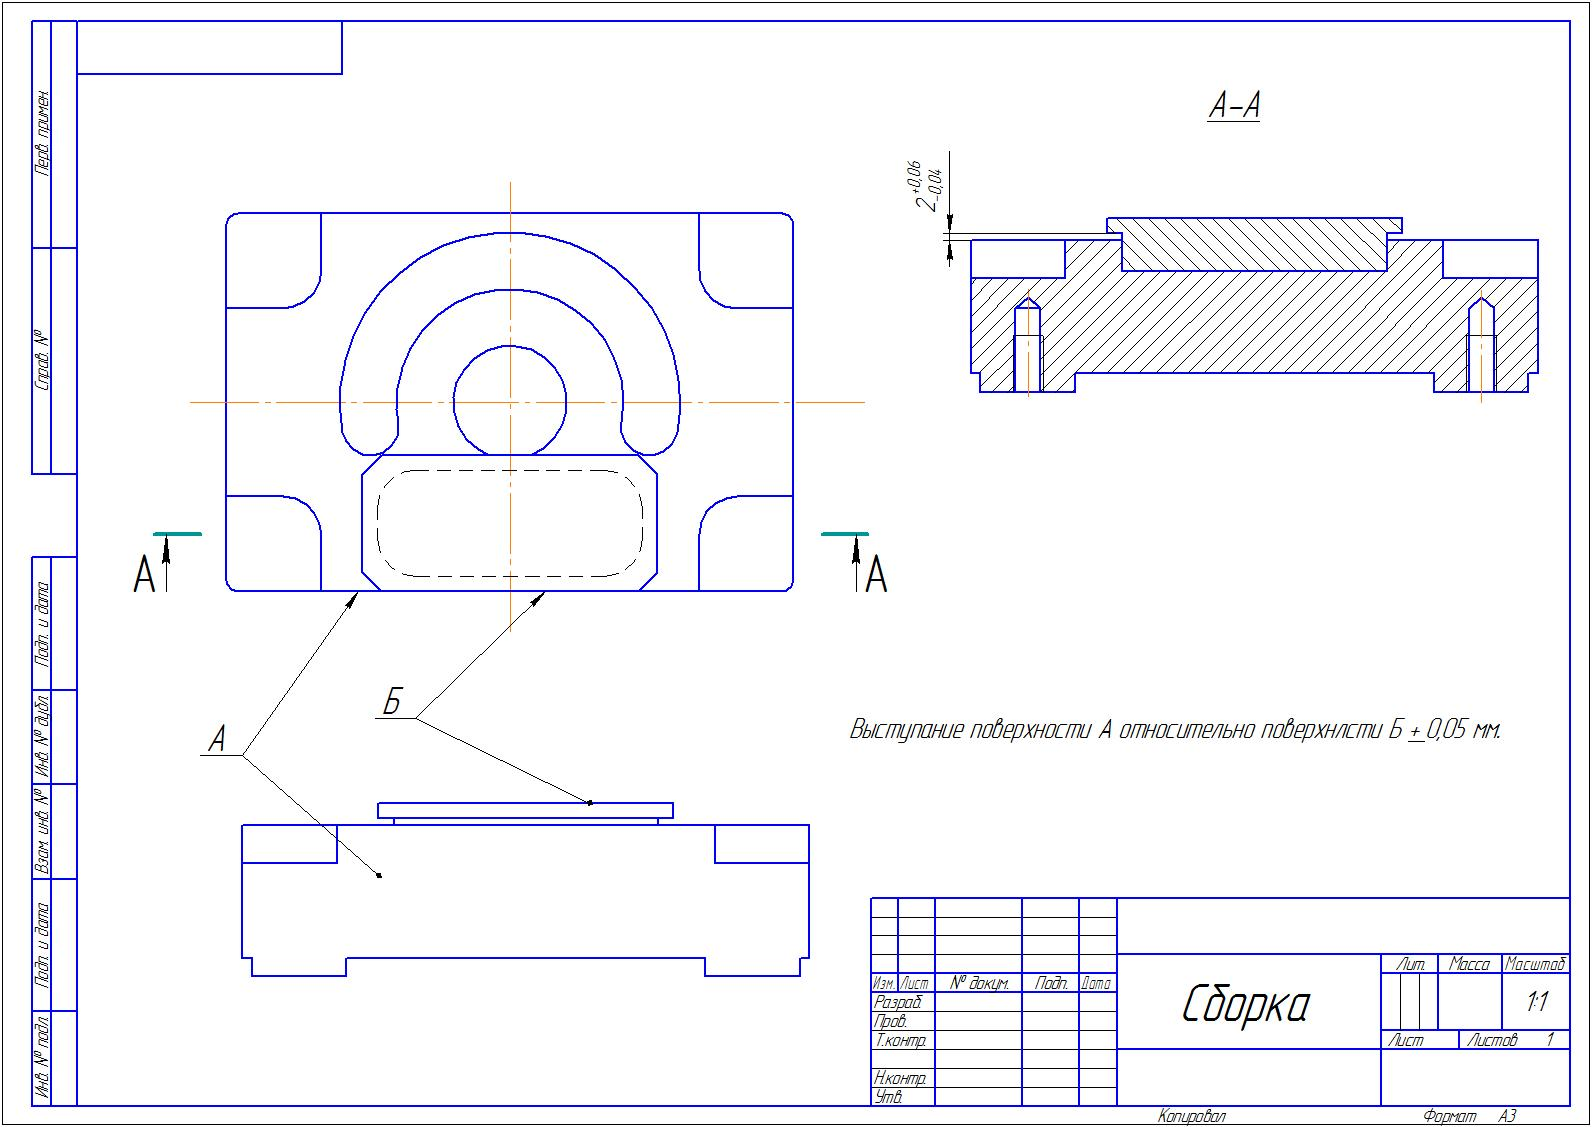 Перв. примен.
Справ. №
Подп. и дата
Инв. № дубл.
Взам. инв. №
Подп. и дата
Инв. № подл.
А-А
2 +0,06 -0,04
А
А
Б
А
Выступание поверхности А относительно поверхнлсти Б ± 0,05 мм.
Изм. Лист № докум. Подп. Дата
Разраб.
Пров.
Т.контр.
Н.контр.
Утв.
Сборка
Лит. Масса Масштаб
1:1
Лист Листов 1
Копировал Формат А3